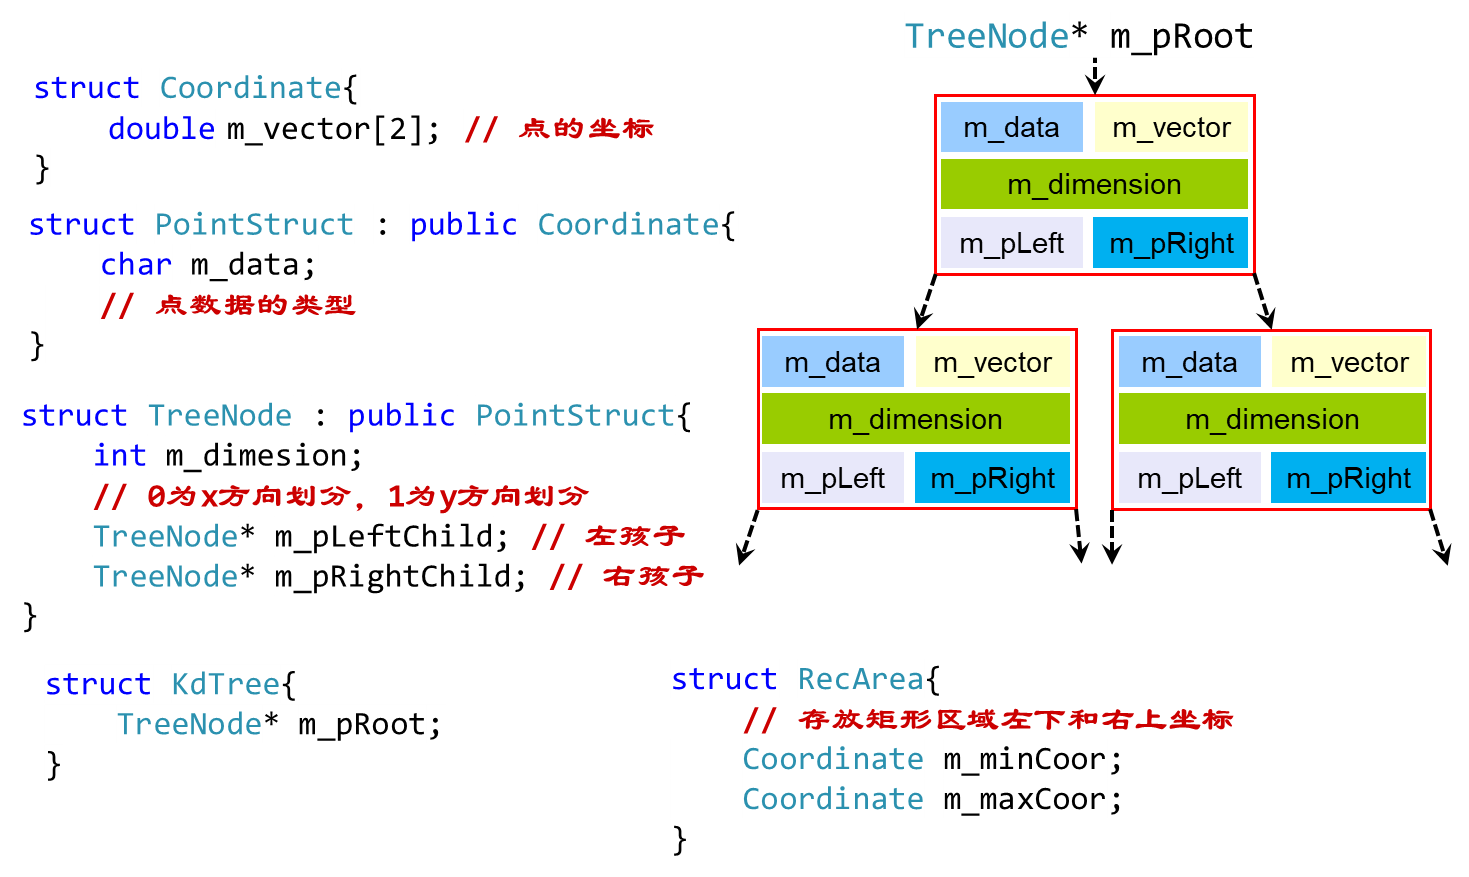 struct Coordinate{
double m_vector[2]; // 点的坐标
}
struct PointStruct : public Coordinate{
char m_data;
// 点数据的类型
}
struct TreeNode : public PointStruct{
int m_dimesion;
// 0为x方向划分，1为y方向划分
TreeNode* m_pLeftChild; // 左孩子
TreeNode* m_pRightChild; // 右孩子
}
struct KdTree{
TreeNode* m_pRoot;
}
struct RecArea{
// 存放矩形区域左下和右上坐标
Coordinate m_minCoor;
Coordinate m_maxCoor;
}
TreeNode* m_pRoot
m_data m_vector
m_dimension
m_pLeft m_pRight
m_data m_vector
m_dimension
m_pLeft m_pRight
m_data m_vector
m_dimension
m_pLeft m_pRight